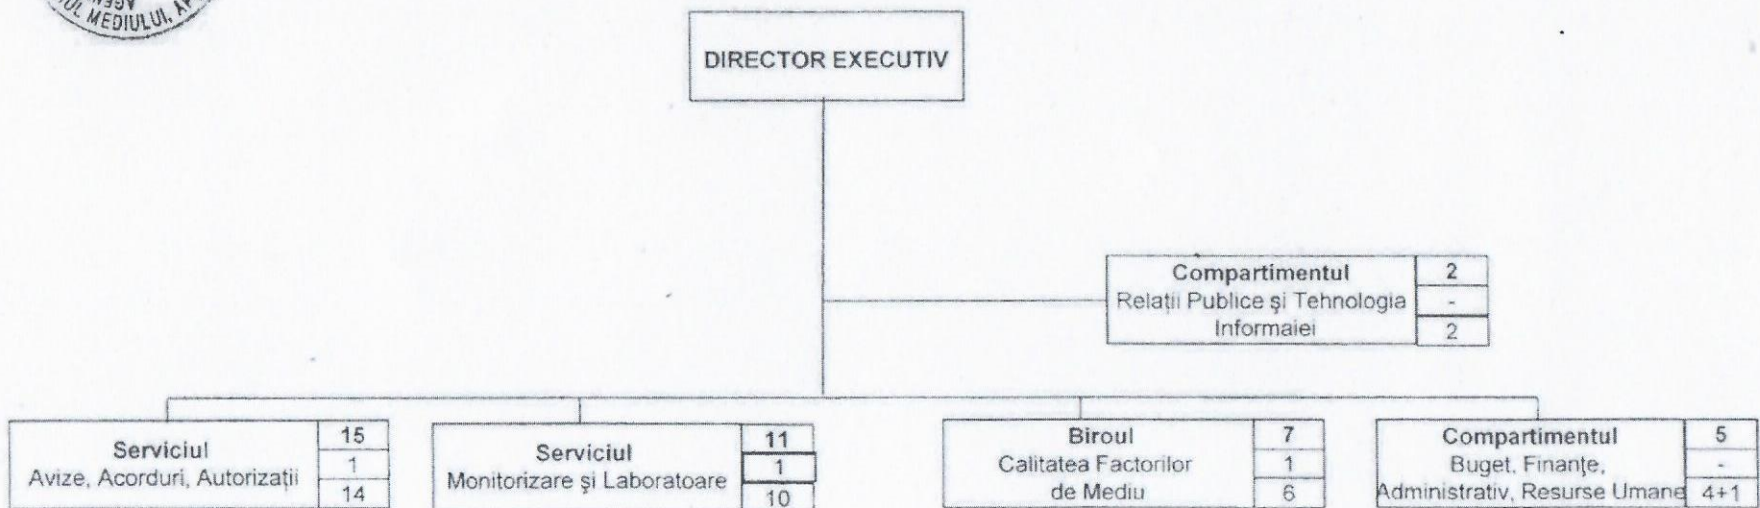 MEDIULUI,
DIRECTOR EXECUTIV
Compartimentul
Relații Publice și Tehnologia
Informaiei
2
-
2
Serviciul
Avize, Acorduri, Autorizații
15
1
14
Serviciul
Monitorizare și Laboratoare
11
1
10
Biroul
Calitatea Factorilor
de Mediu
7
1
6
Compartimentul
Buget, Finanțe,
Administrativ, Resurse Umane
5
-
4+1